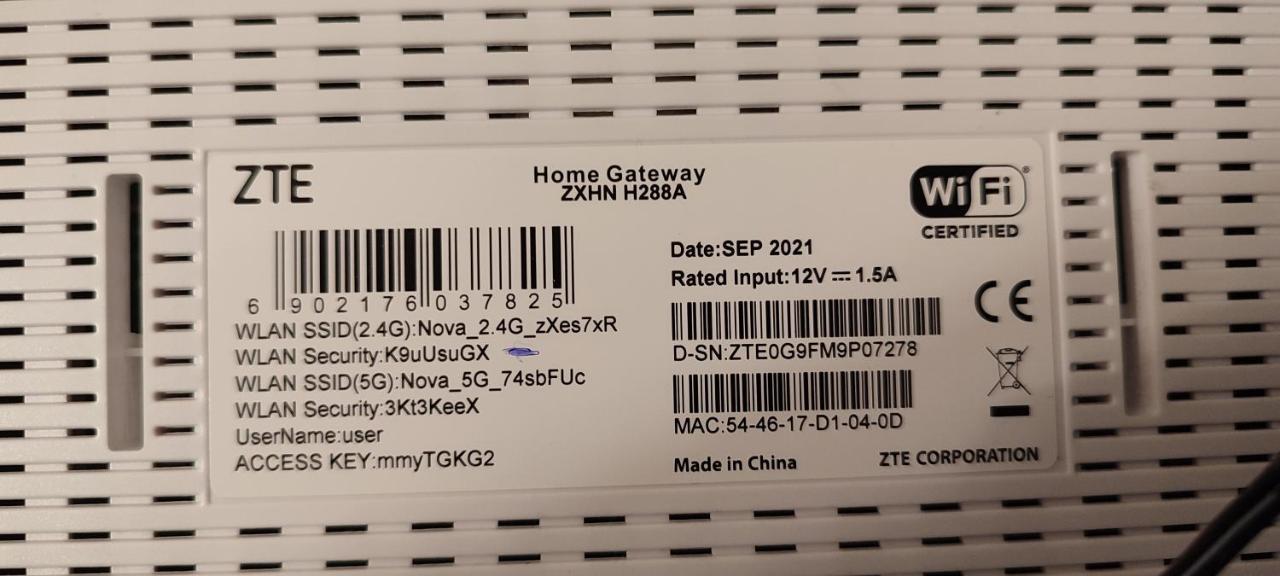 ZTE
Home Gateway
ZXHN H288A
WiFi
CERTIFIED
6 902176 037825
WLAN SSID(2.4G):Nova_2.4G_zXes7xR
WLAN Security:K9uUsuGX
WLAN SSID(5G):Nova_5G_74sbFUc
WLAN Security:3Kt3KeeX
UserName:user
ACCESS KEY:mmyTGKG2
Date:SEP 2021
Rated Input:12V⎓1.5A
D-SN:ZTE0G9FM9P07278
MAC:54-46-17-D1-04-0D
Made in China
CE
ZTE CORPORATION